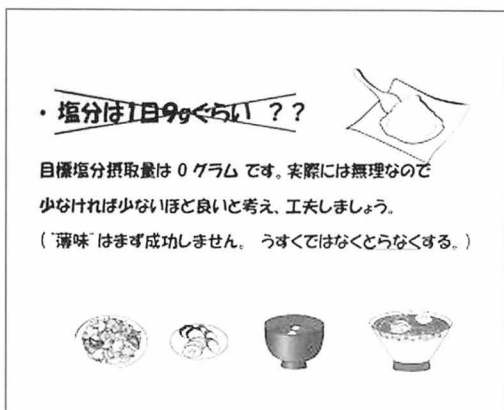 ・塩分は1日9gぐらい ??
目標塩分摂取量は 0 グラム です。実際には無理なので
少なければ少ないほど良いと考え、工夫しましょう。
(“薄味”はまず成功しません。 うすくではなくとらなくする。)